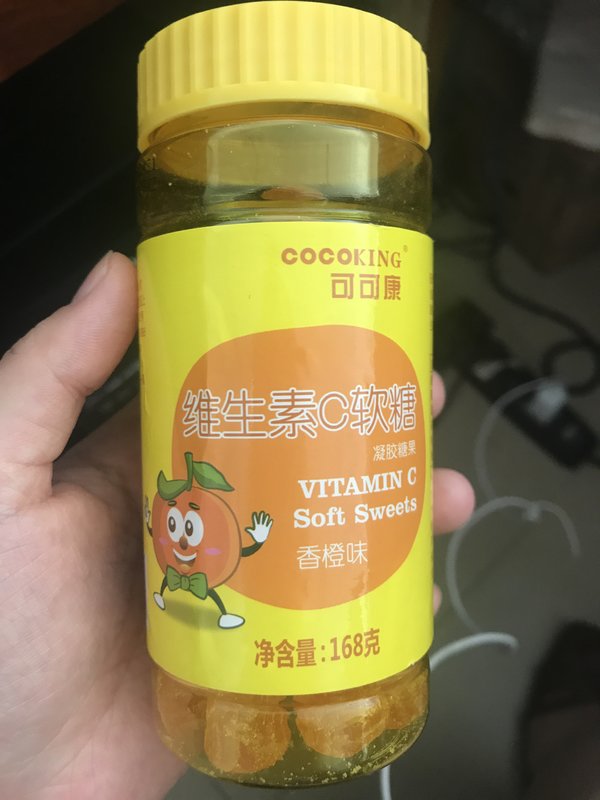 COCOKING®
可可康
维生素C软糖
凝胶糖果
VITAMIN C
Soft Sweets
香橙味
净含量:168克